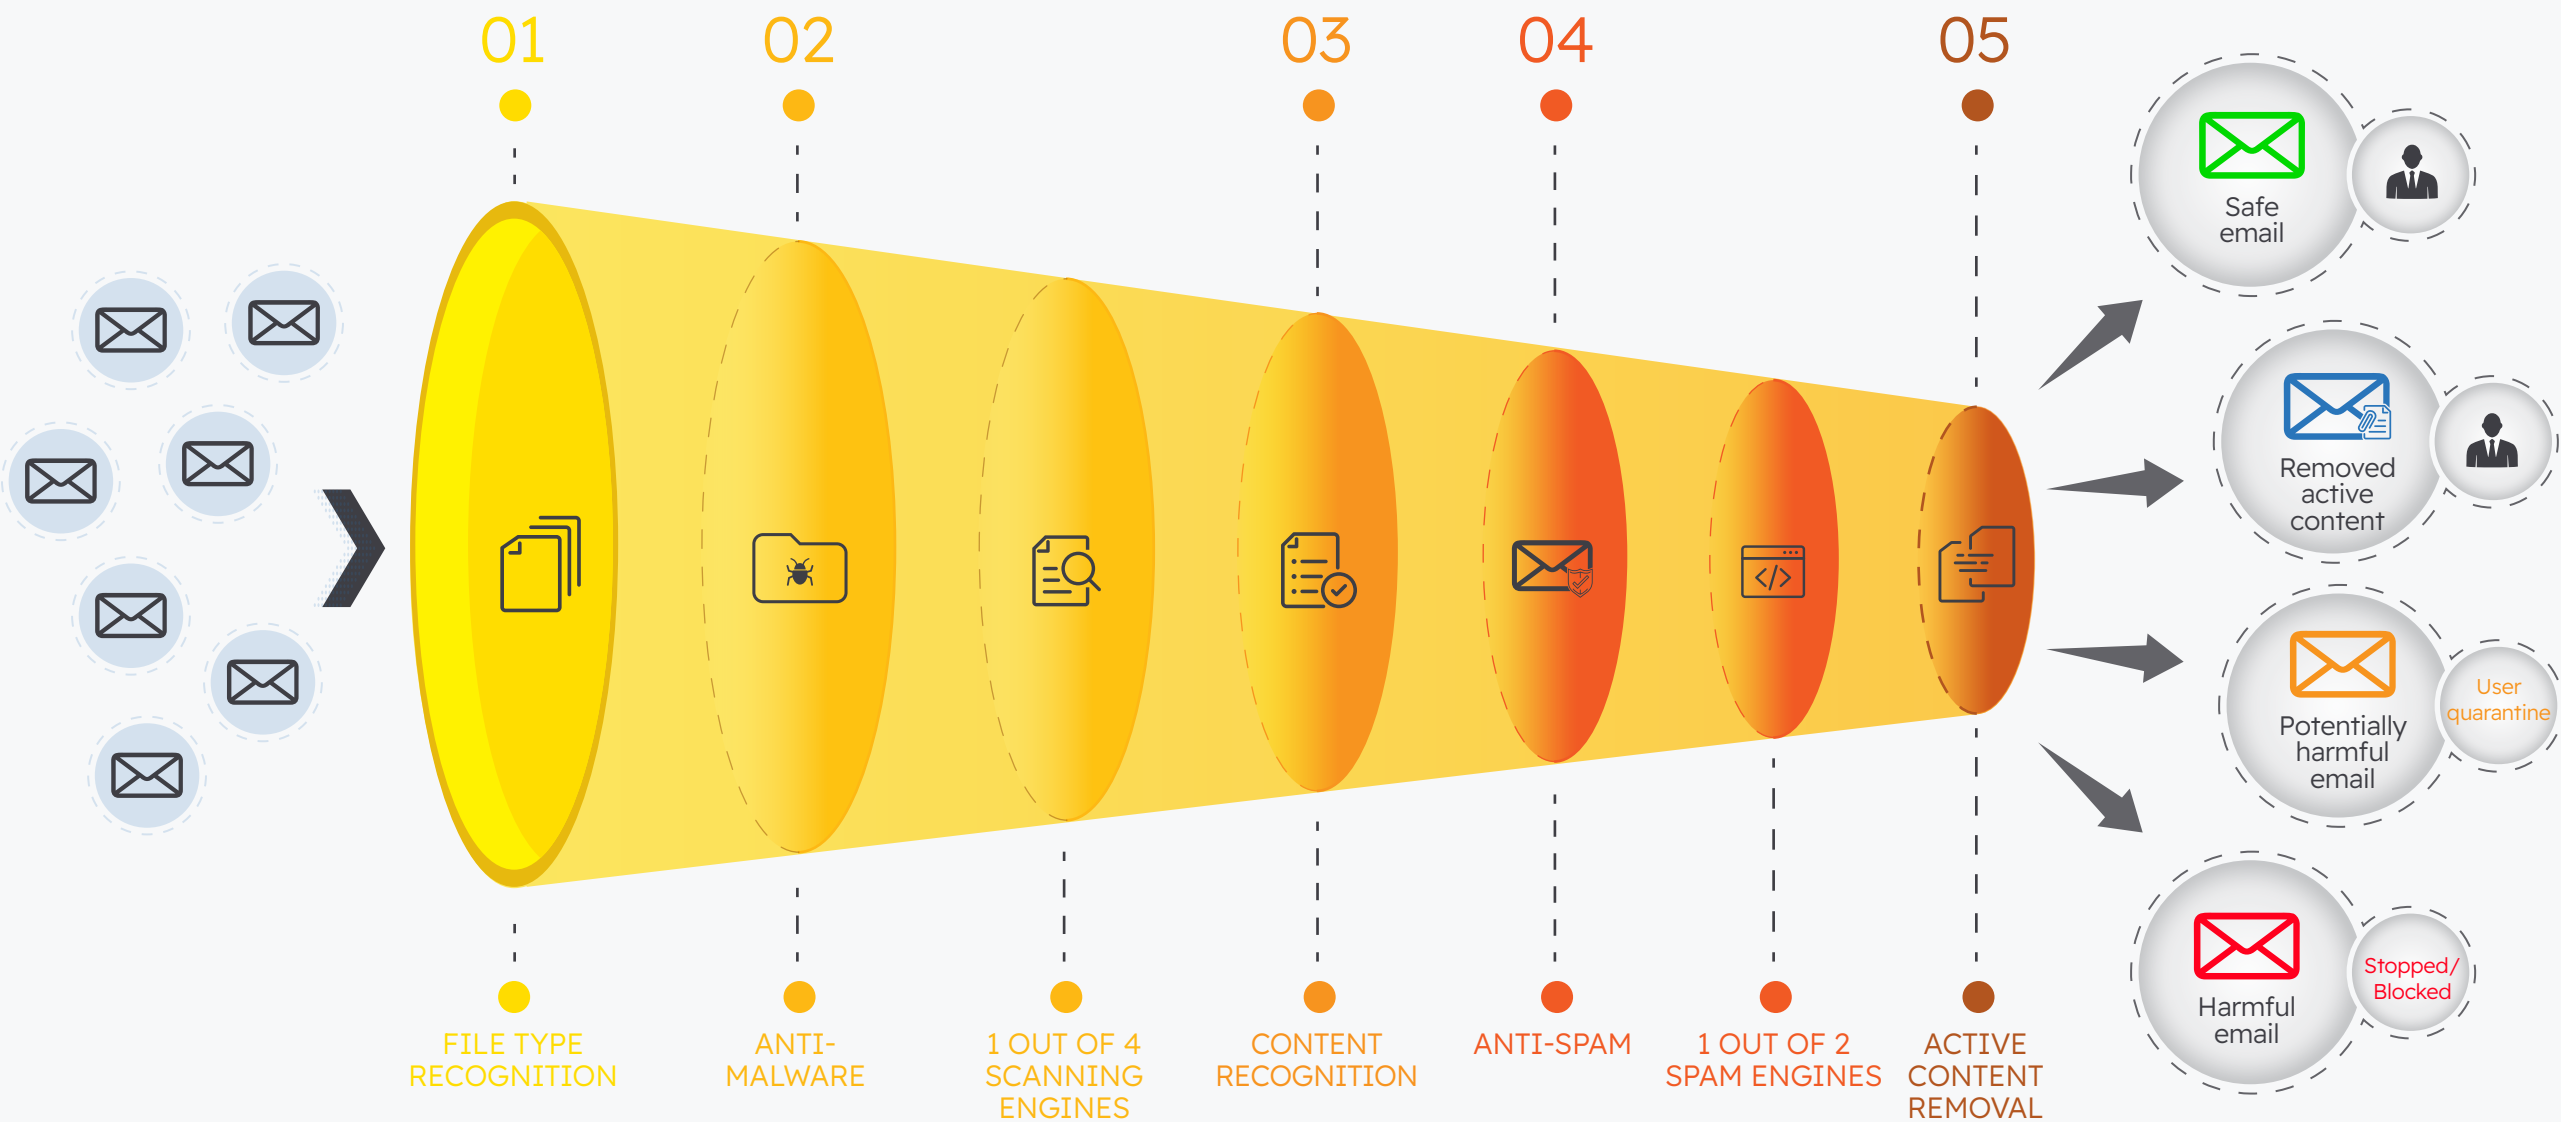 01
02
03
04
05
FILE TYPE
RECOGNITION
ANTI-
MALWARE
1 OUT OF 4
SCANNING
ENGINES
CONTENT
RECOGNITION
ANTI-SPAM
1 OUT OF 2
SPAM ENGINES
ACTIVE
CONTENT
REMOVAL
Safe
email
Removed
active
content
Potentially
harmful
email
User
quarantine
Harmful
email
Stopped/
Blocked